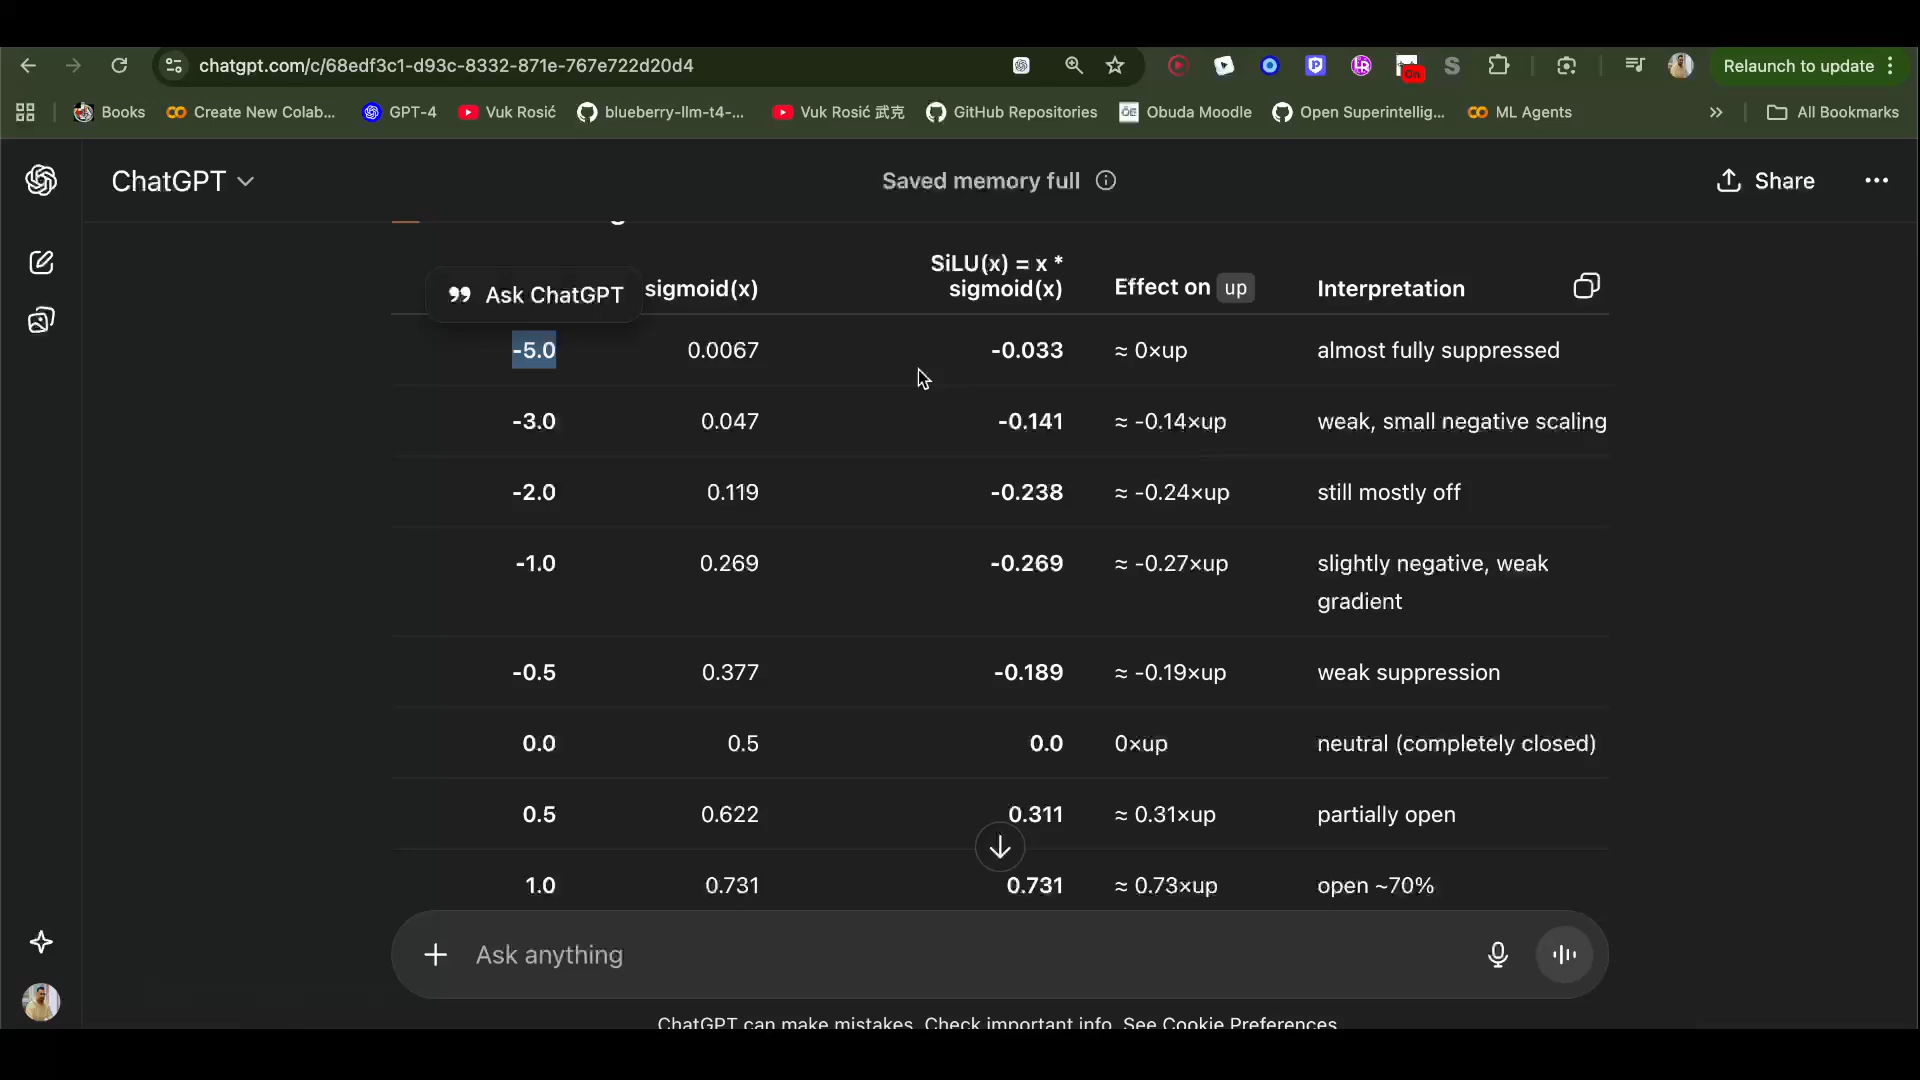 chatgpt.com/c/68edf3c1-d93c-8332-871e-767e722d20d4
On
Relaunch to update
Books
Create New Colab...
GPT-4
Vuk Rosić
blueberry-llm-t4-...
Vuk Rosić 武克
GitHub Repositories
Obuda Moodle
Open Superintellig...
ML Agents
All Bookmarks
ChatGPT
Saved memory full
Share
Ask ChatGPT
sigmoid(x)
SiLU(x) = x *
sigmoid(x)
Effect on up
Interpretation
-5.0 0.0067 -0.033 ≈ 0×up almost fully suppressed
-3.0 0.047 -0.141 ≈ -0.14×up weak, small negative scaling
-2.0 0.119 -0.238 ≈ -0.24×up still mostly off
-1.0 0.269 -0.269 ≈ -0.27×up slightly negative, weak
gradient
-0.5 0.377 -0.189 ≈ -0.19×up weak suppression
0.0 0.5 0.0 0×up neutral (completely closed)
0.5 0.622 0.311 ≈ 0.31×up partially open
1.0 0.731 0.731 ≈ 0.73×up open ~70%
Ask anything
ChatGPT can make mistakes. Check important info. See Cookie Preferences.